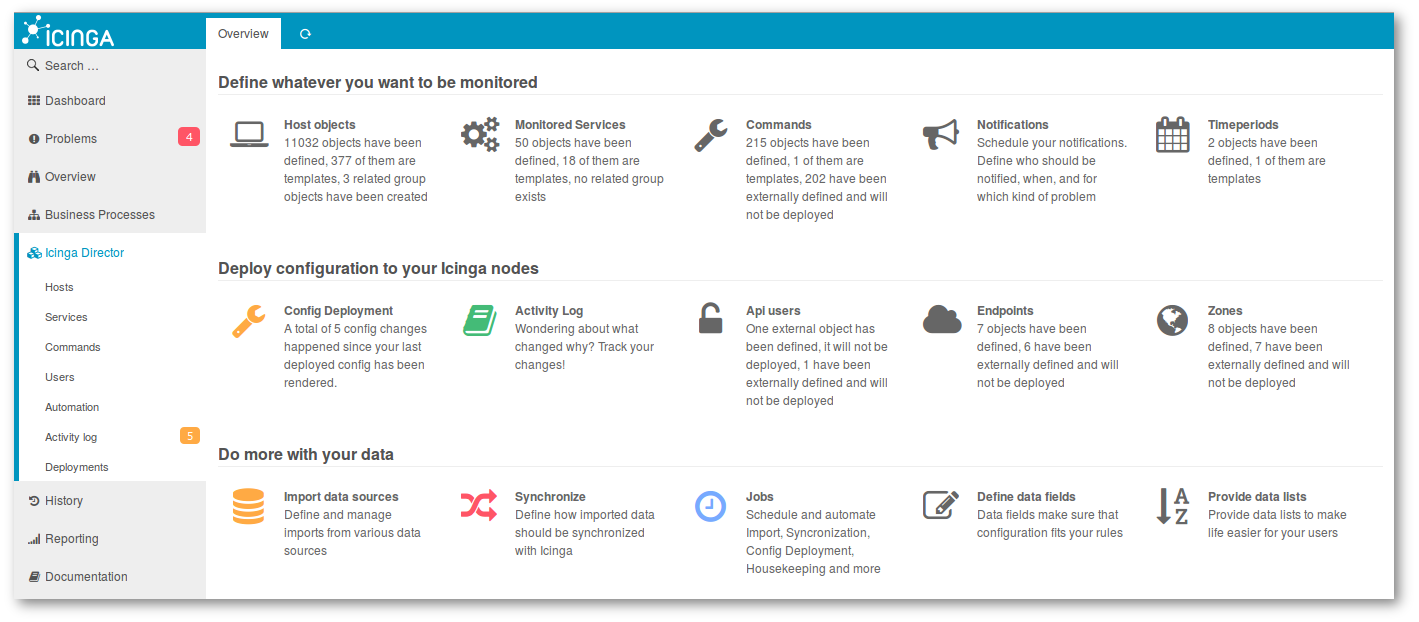 ICINGA
Overview
Search ...
Dashboard
Problems 4
Overview
Business Processes
Icinga Director
Hosts
Services
Commands
Users
Automation
Activity log 5
Deployments
History
Reporting
Documentation
Define whatever you want to be monitored
Host objects
11032 objects have been
defined, 377 of them are
templates, 3 related group
objects have been created
Monitored Services
50 objects have been
defined, 18 of them are
templates, no related group
exists
Commands
215 objects have been
defined, 1 of them are
templates, 202 have been
externally defined and will
not be deployed
Notifications
Schedule your notifications.
Define who should be
notified, when, and for
which kind of problem
Timeperiods
2 objects have been
defined, 1 of them are
templates
Deploy configuration to your Icinga nodes
Config Deployment
A total of 5 config changes
happened since your last
deployed config has been
rendered.
Activity Log
Wondering about what
changed why? Track your
changes!
Api users
One external object has
been defined, it will not be
deployed, 1 have been
externally defined and will
not be deployed
Endpoints
7 objects have been
defined, 6 have been
externally defined and will
not be deployed
Zones
8 objects have been
defined, 7 have been
externally defined and will
not be deployed
Do more with your data
Import data sources
Define and manage
imports from various data
sources
Synchronize
Define how imported data
should be synchronized
with Icinga
Jobs
Schedule and automate
Import, Syncronization,
Config Deployment,
Housekeeping and more
Define data fields
Data fields make sure that
configuration fits your rules
A
Z
Provide data lists
Provide data lists to make
life easier for your users